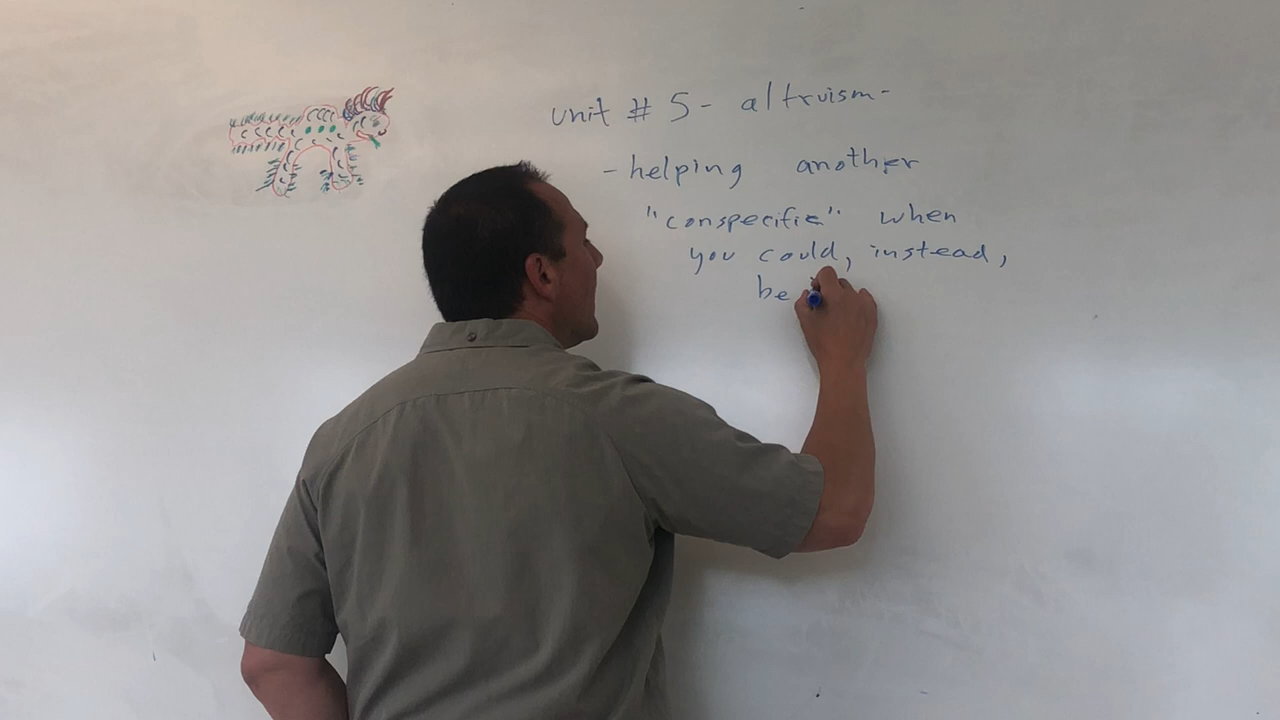 unit # 5 - altruism -
- helping another
"conspecific" when
you could, instead,
be